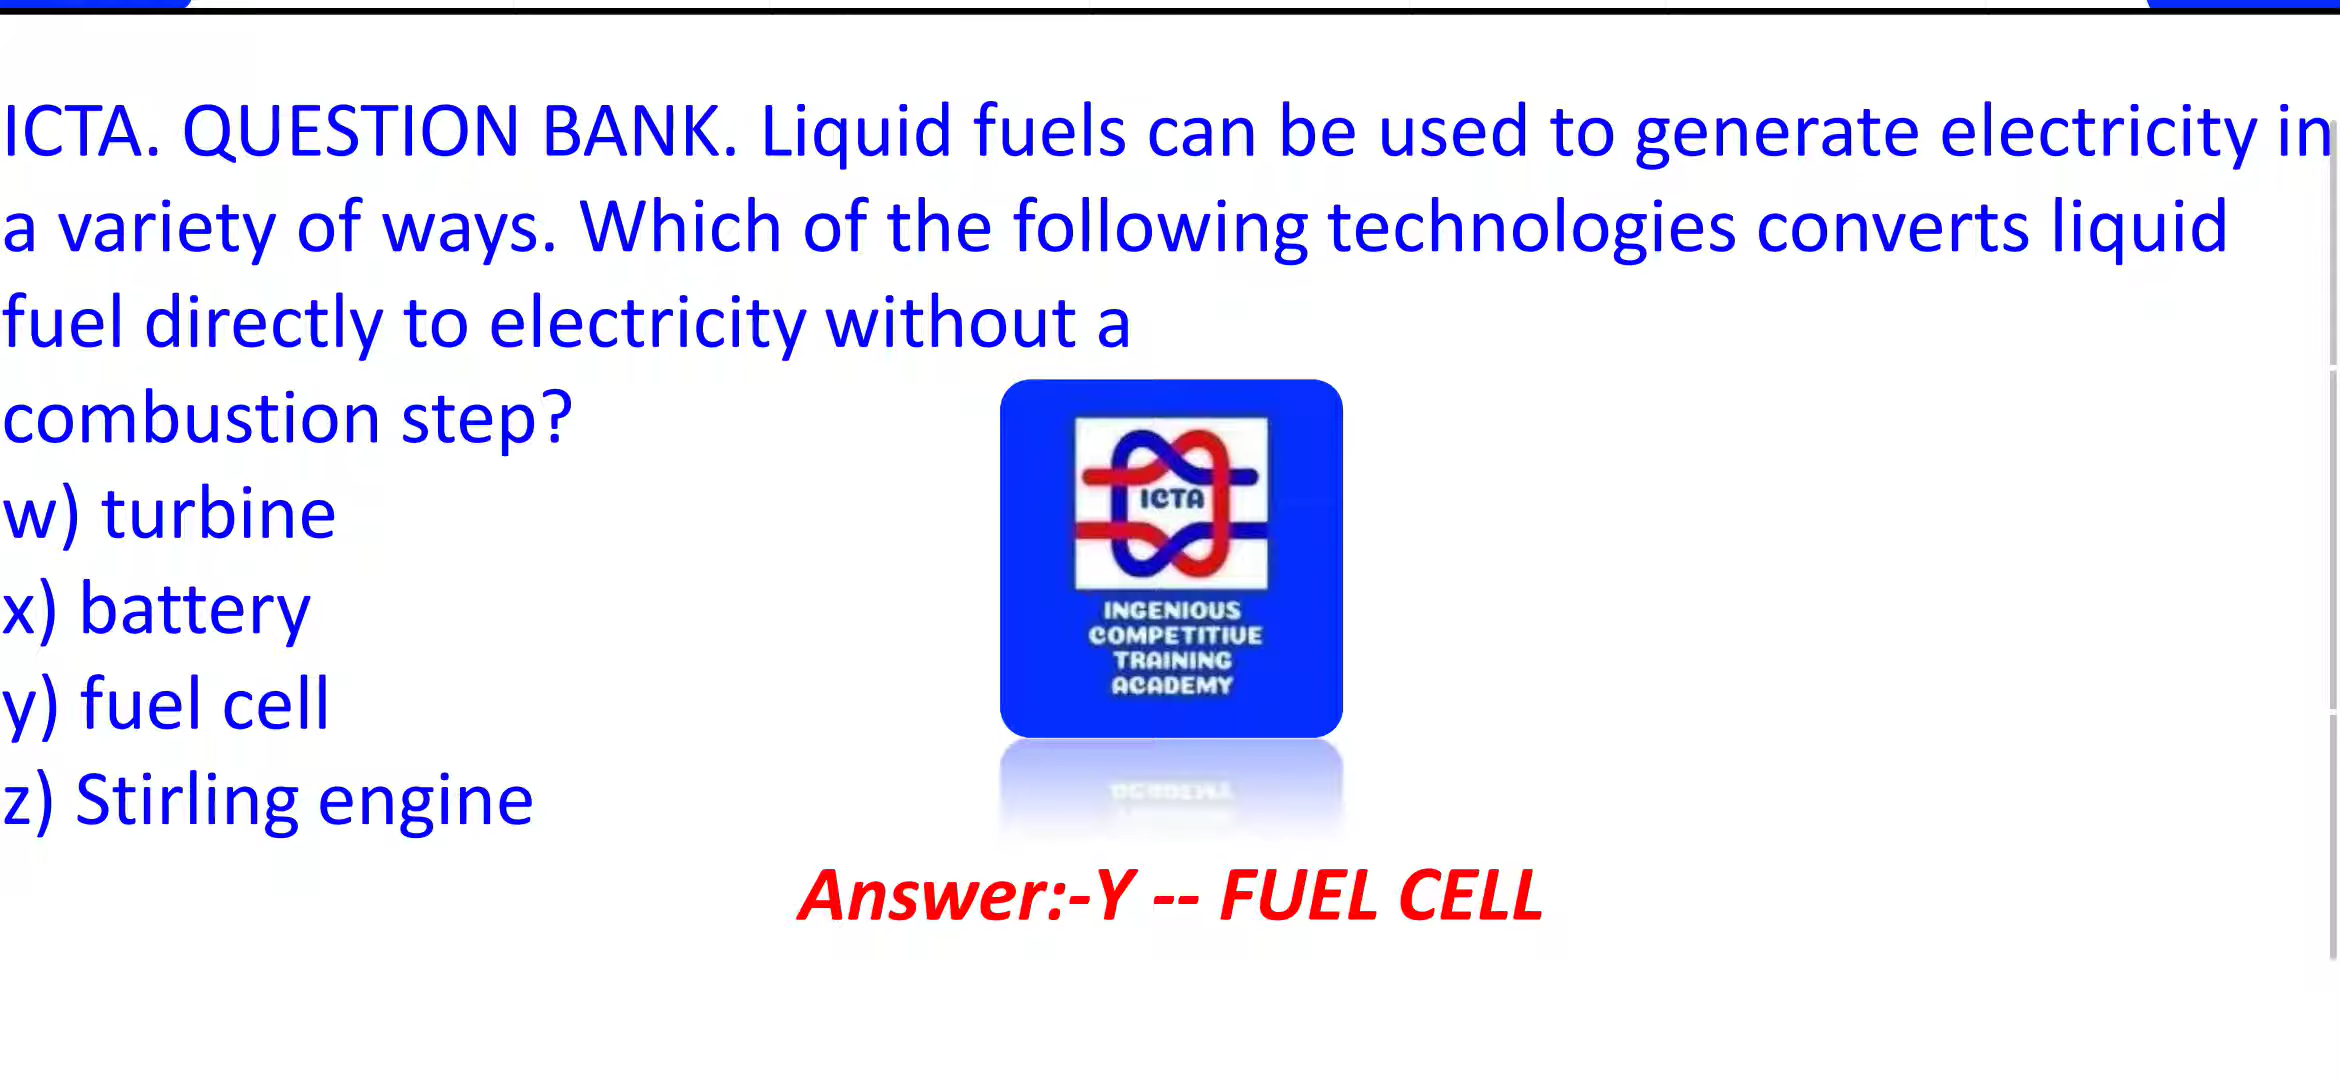 ICTA. QUESTION BANK. Liquid fuels can be used to generate electricity in
a variety of ways. Which of the following technologies converts liquid
fuel directly to electricity without a
combustion step?
w) turbine
x) battery
y) fuel cell
z) Stirling engine
ICTA
INGENIOUS
COMPETITIVE
TRAINING
ACADEMY
Answer:-Y -- FUEL CELL